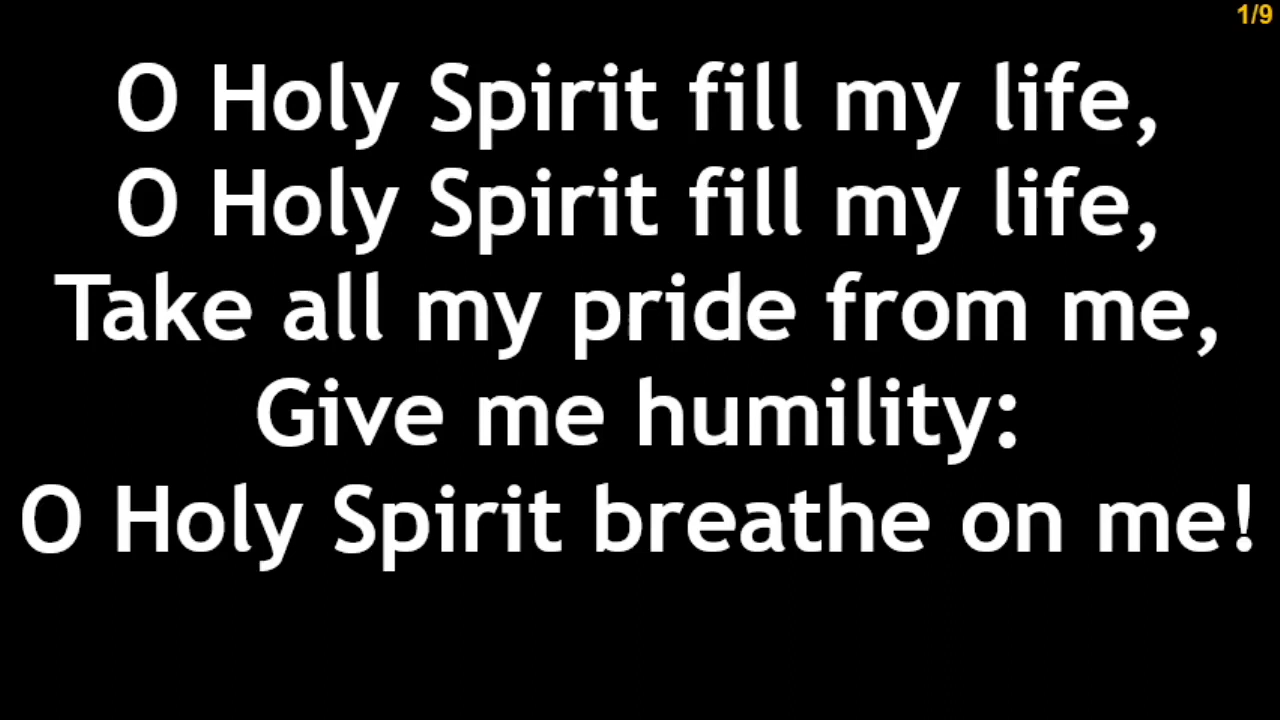 1/9
O Holy Spirit fill my life,
O Holy Spirit fill my life,
Take all my pride from me,
Give me humility:
O Holy Spirit breathe on me!